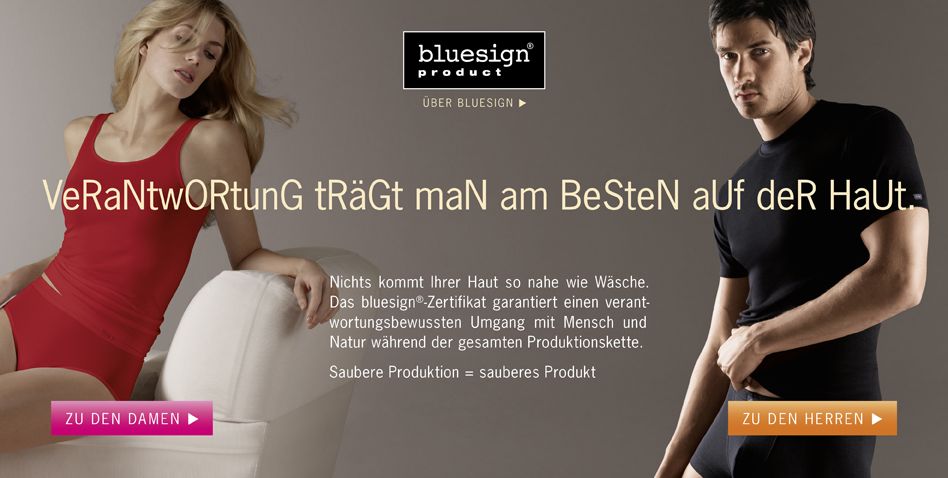 bluesign®
product
ÜBER BLUESIGN ▶
VeRaNtwORtunG tRäGt maN am BeSteN aUf deR HaUt.
Nichts kommt Ihrer Haut so nahe wie Wäsche.
Das bluesign®-Zertifikat garantiert einen verant-
wortungsbewussten Umgang mit Mensch und
Natur während der gesamten Produktionskette.
Saubere Produktion = sauberes Produkt
ZU DEN DAMEN ▶
ZU DEN HERREN ▶